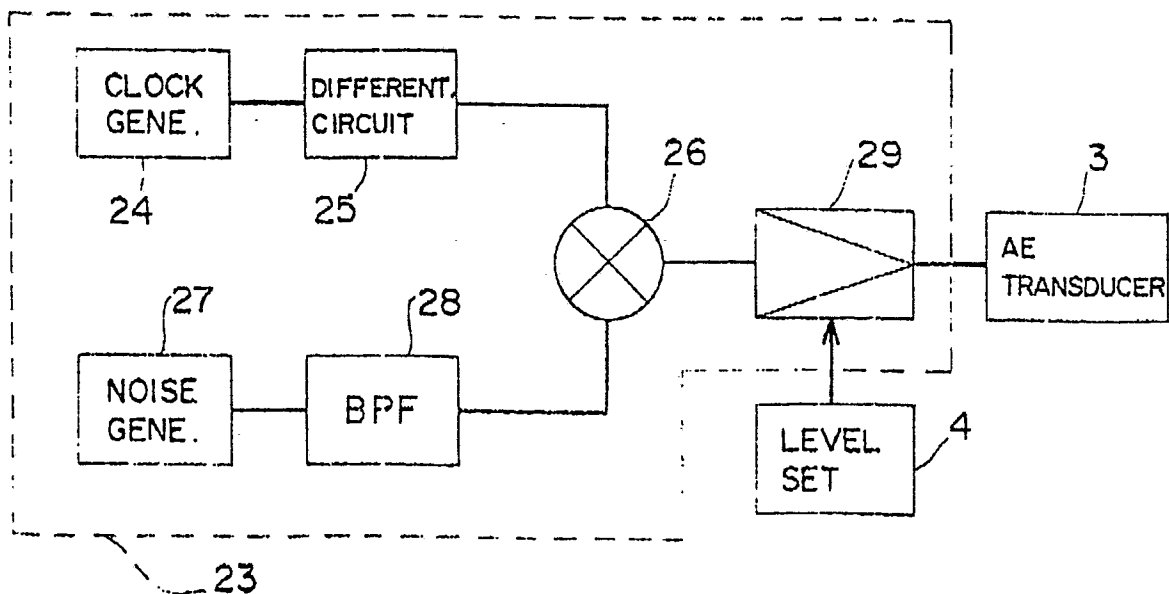 CLOCK
GENE.
24
DIFFERENT.
CIRCUIT
25
26
29
3
AE
TRANSDUCER
27
NOISE
GENE.
28
BPF
LEVEL
SET
4
23